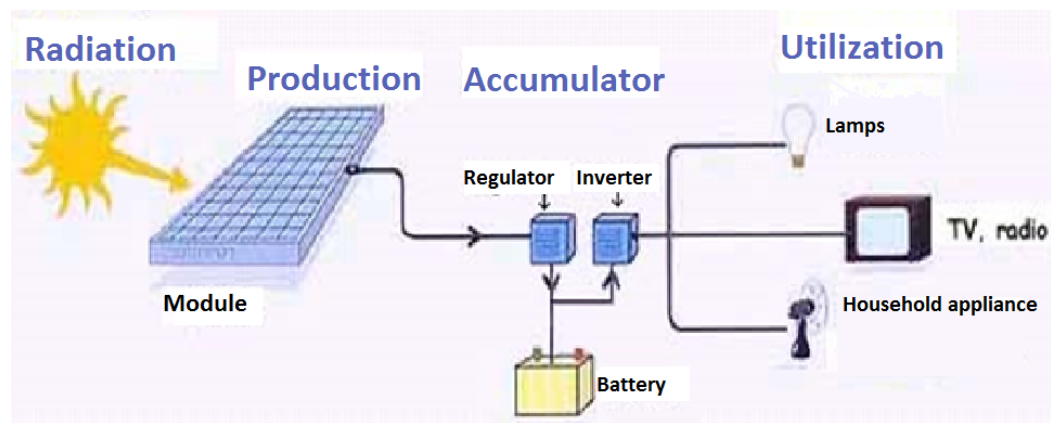 Radiation
Production
Accumulator
Utilization
Lamps
Regulator
Inverter
TV, radio
Module
Household appliance
Battery